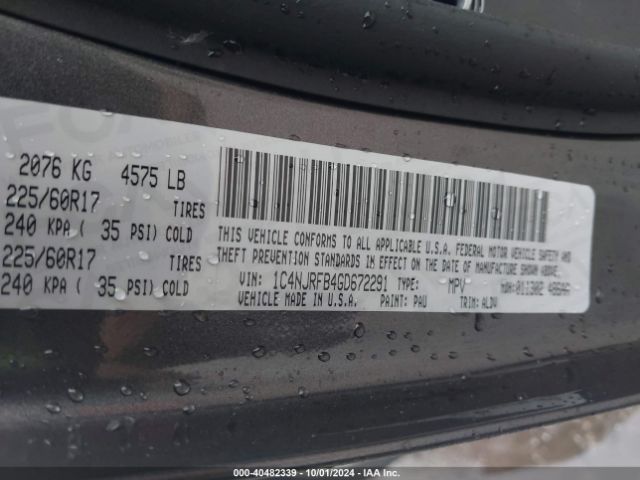 2076 KG 4575 LB
225/60R17 TIRES
240 KPA ( 35 PSI) COLD
225/60R17 TIRES
240 KPA ( 35 PSI) COLD
THIS VEHICLE CONFORMS TO ALL APPLICABLE U.S.A. FEDERAL MOTOR VEHICLE SAFETY AND
THEFT PREVENTION STANDARDS IN EFFECT ON THE DATE OF MANUFACTURE SHOWN ABOVE.
VIN: 1C4NJRFB4GD672291 TYPE: MPV MDH:
VEHICLE MADE IN U.S.A. PAINT: PAU TRIM: ALDV
000-40482339 - 10/01/2024 - IAA Inc.